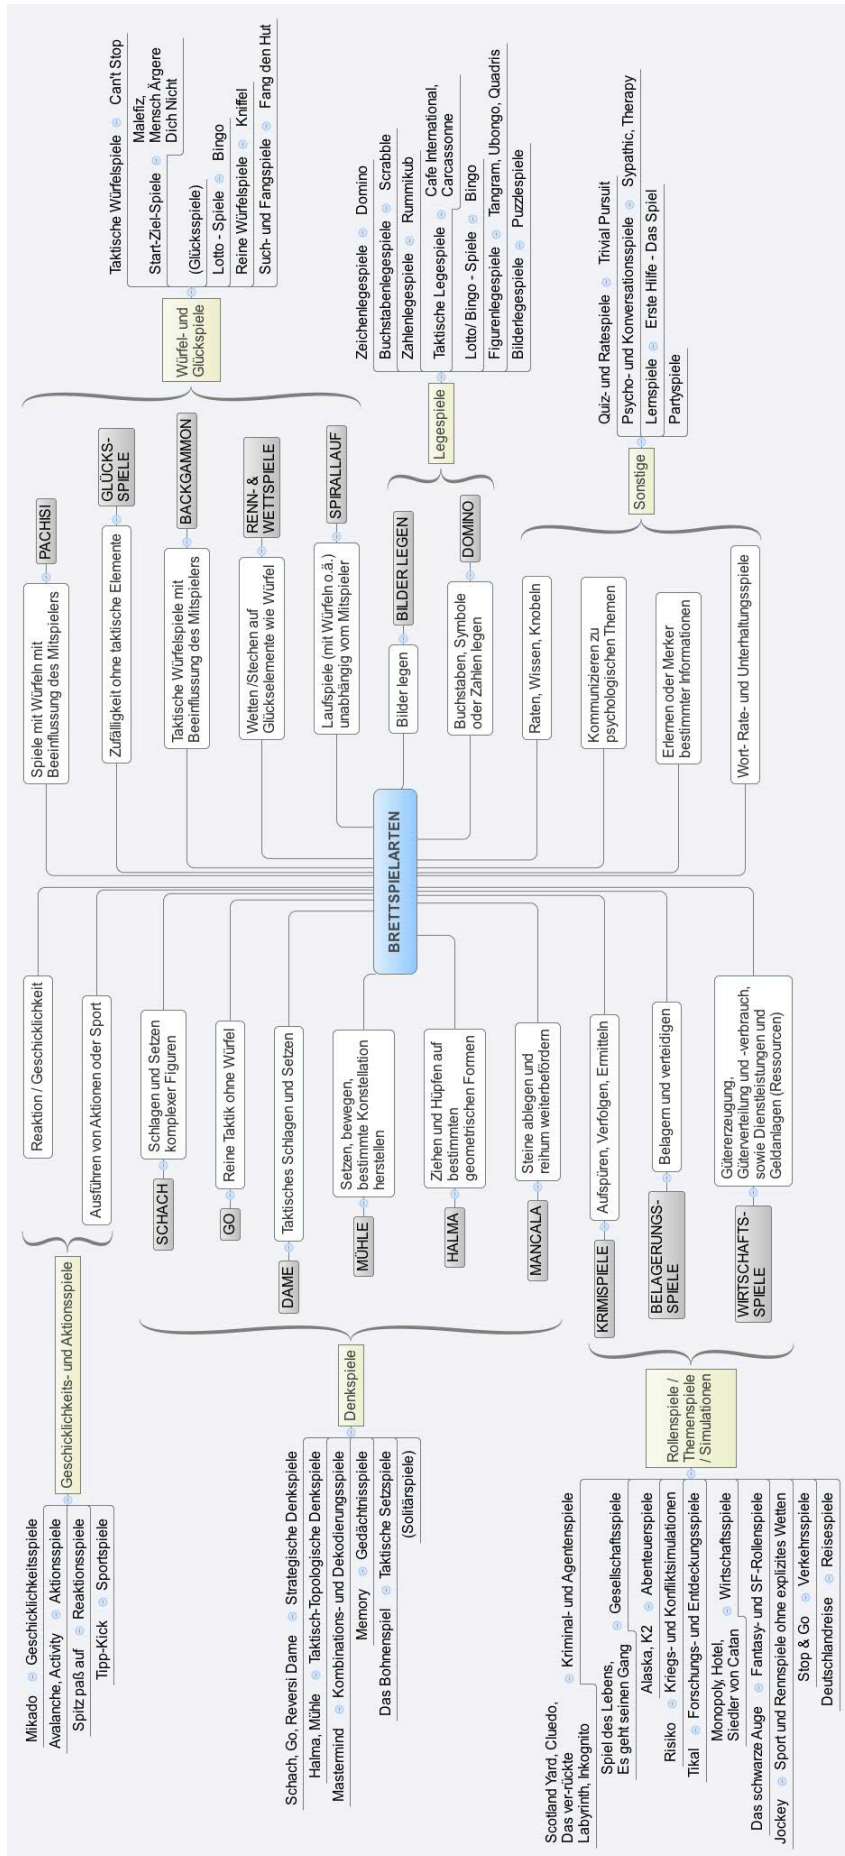 BRETTSPIELARTEN
Reaktion / Geschicklichkeit
Ausführen von Aktionen oder Sport
Geschicklichkeits- und Aktionsspiele
Mikado
Geschicklichkeitsspiele
Avalanche, Activity
Aktionsspiele
Spitz paß auf
Reaktionsspiele
Tipp-Kick
Sportspiele
Schlagen und Setzen
komplexer Figuren
SCHACH
Reine Taktik ohne Würfel
GO
Taktisches Schlagen und Setzen
DAME
Setzen, bewegen,
bestimmte Konstellation
herstellen
MÜHLE
Ziehen und Hüpfen auf
bestimmten
geometrischen Formen
HALMA
Steine ablegen und
reihum weiterbefördern
MANCALA
Denkspiele
Schach, Go, Reversi Dame
Strategische Denkspiele
Halma, Mühle
Taktisch-Topologische Denkspiele
Mastermind
Kombinations- und Dekodierungsspiele
Memory
Gedächtnisspiele
Das Bohnenspiel
Taktische Setzspiele
(Solitärspiele)
Aufspüren, Verfolgen, Ermitteln
KRIMISPIELE
Belagern und verteidigen
BELAGERUNGS-
SPIELE
Gütererzeugung,
Güterverteilung und -verbrauch,
sowie Dienstleistungen und
Geldanlagen (Ressourcen)
WIRTSCHAFTS-
SPIELE
Rollenspiele /
Themenspiele
/ Simulationen
Scotland Yard, Cluedo,
Das ver-rückte
Labyrinth, Inkognito
Kriminal- und Agentenspiele
Spiel des Lebens,
Es geht seinen Gang
Gesellschaftsspiele
Alaska, K2
Abenteuerspiele
Risiko
Kriegs- und Konfliktsimulationen
Tikal
Forschungs- und Entdeckungsspiele
Monopoly, Hotel,
Siedler von Catan
Wirtschaftsspiele
Das schwarze Auge
Fantasy- und SF-Rollenspiele
Jockey
Sport und Rennspiele ohne explizites Wetten
Stop & Go
Verkehrsspiele
Deutschlandreise
Reisespiele
Spiele mit Würfeln mit
Beeinflussung des Mitspielers
PACHISI
Zufälligkeit ohne taktische Elemente
GLÜCKS-
SPIELE
Taktische Würfelspiele mit
Beeinflussung des Mitspielers
BACKGAMMON
Wetten /Stechen auf
Glückselemente wie Würfel
RENN- &
WETTSPIELE
Laufspiele (mit Würfeln o.ä.)
unabhängig vom Mitspieler
SPIRALLAUF
Würfel- und
Glückspiele
Taktische Würfelspiele
Can't Stop
Start-Ziel-Spiele
Malefiz,
Mensch Ärgere
Dich Nicht
(Glücksspiele)
Lotto - Spiele
Bingo
Reine Würfelspiele
Kniffel
Such- und Fangspiele
Fang den Hut
Bilder legen
BILDER LEGEN
Buchstaben, Symbole
oder Zahlen legen
DOMINO
Legespiele
Zeichenlegespiele
Domino
Buchstabenlegespiele
Scrabble
Zahlenlegespiele
Rummikub
Taktische Legespiele
Cafe International,
Carcassonne
Lotto/ Bingo - Spiele
Bingo
Figurenlegespiele
Tangram, Ubongo, Quadris
Bilderlegespiele
Puzzlespiele
Raten, Wissen, Knobeln
Kommunizieren zu
psychologischen Themen
Erlernen oder Merker
bestimmter Informationen
Wort- Rate- und Unterhaltungsspiele
Sonstige
Quiz- und Ratespiele
Trivial Pursuit
Psycho- und Konversationsspiele
Sypathic, Therapy
Lernspiele
Erste Hilfe - Das Spiel
Partyspiele